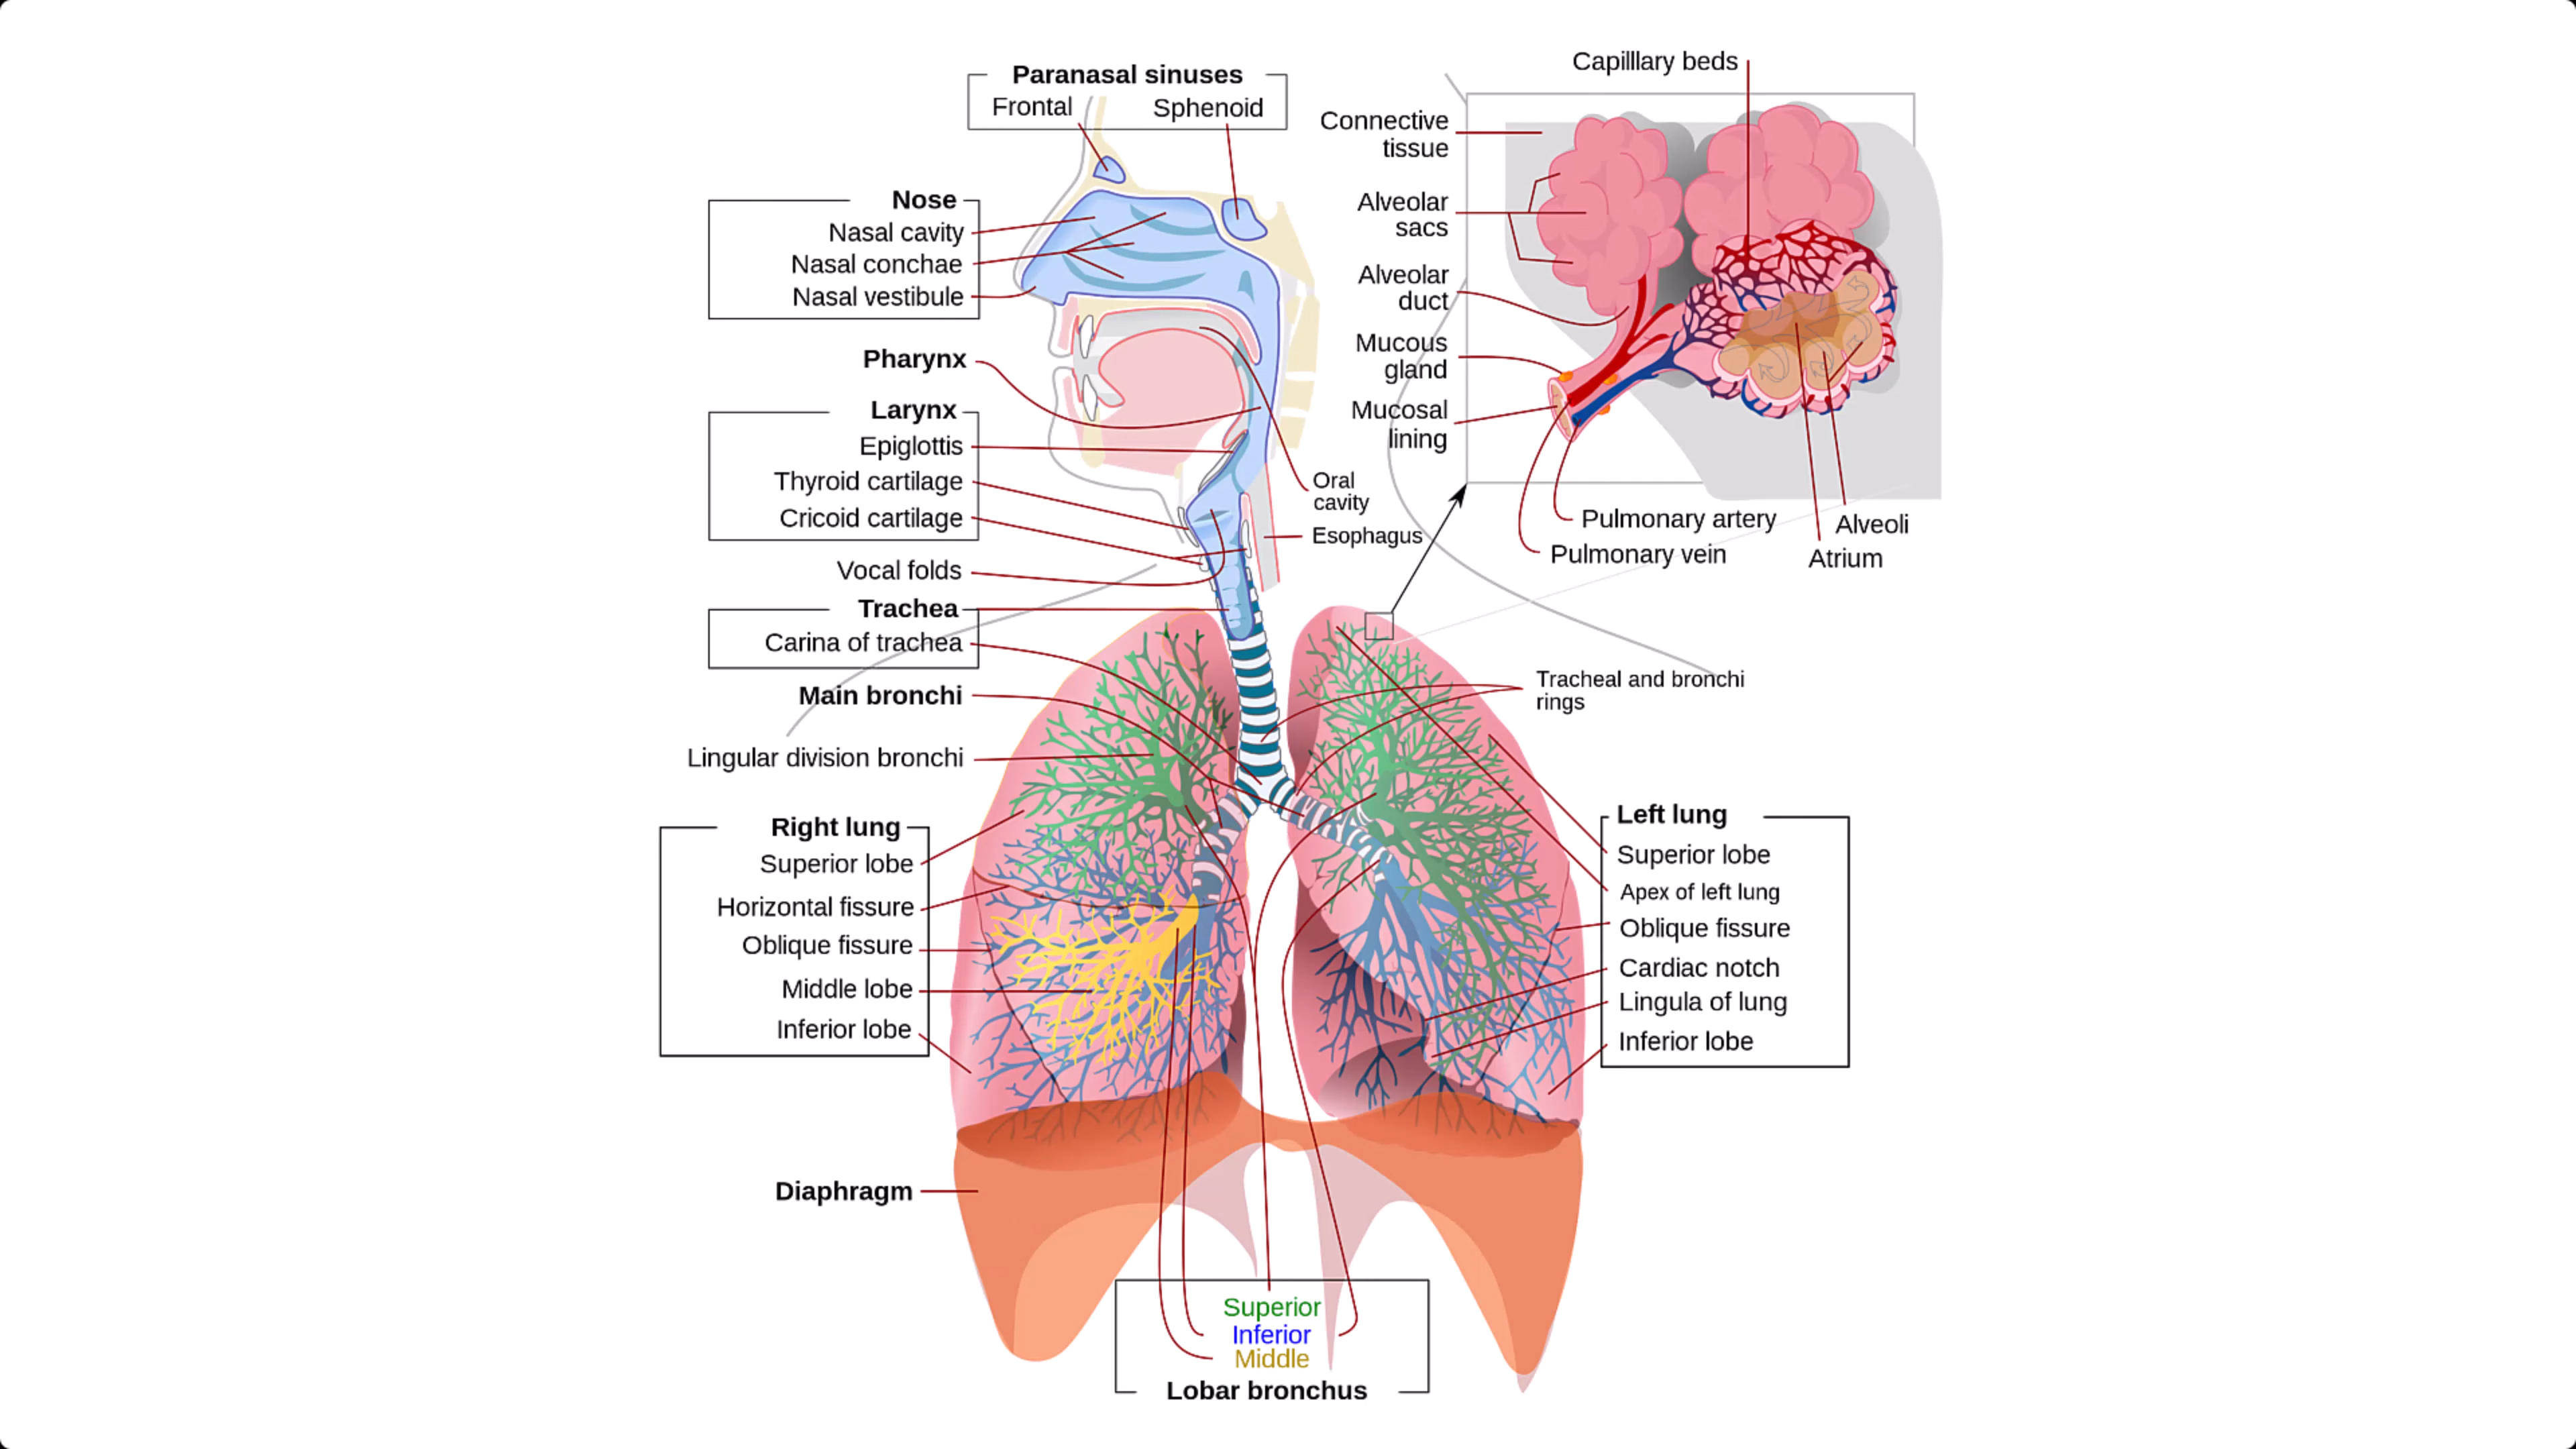 Paranasal sinuses
Frontal
Sphenoid
Nose
Nasal cavity
Nasal conchae
Nasal vestibule
Pharynx
Larynx
Epiglottis
Thyroid cartilage
Cricoid cartilage
Vocal folds
Trachea
Carina of trachea
Main bronchi
Lingular division bronchi
Right lung
Superior lobe
Horizontal fissure
Oblique fissure
Middle lobe
Inferior lobe
Diaphragm
Capilllary beds
Connective
tissue
Alveolar
sacs
Alveolar
duct
Mucous
gland
Mucosal
lining
Pulmonary artery
Pulmonary vein
Alveoli
Atrium
Oral
cavity
Esophagus
Tracheal and bronchi
rings
Left lung
Superior lobe
Apex of left lung
Oblique fissure
Cardiac notch
Lingula of lung
Inferior lobe
Superior
Inferior
Middle
Lobar bronchus